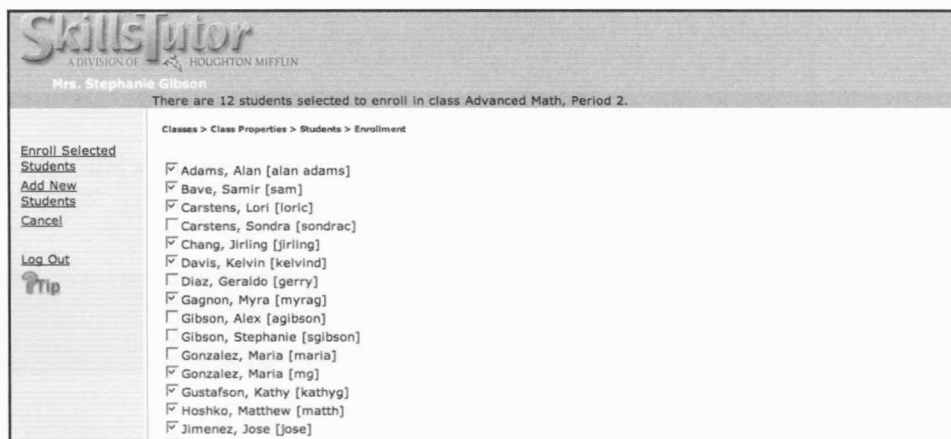 SkillsTutor
A DIVISION OF HOUGHTON MIFFLIN
Mrs. Stephanie Gibson
There are 12 students selected to enroll in class Advanced Math, Period 2.
Classes > Class Properties > Students > Enrollment
Enroll Selected
Students
Add New
Students
Cancel
Log Out
Tip
Adams, Alan [alan adams]
Bave, Samir [sam]
Carstens, Lori [loric]
Carstens, Sondra [sondrac]
Chang, Jirling [jirling]
Davis, Kelvin [kelvind]
Diaz, Geraldo [gerry]
Gagnon, Myra [myrag]
Gibson, Alex [agibson]
Gibson, Stephanie [sgibson]
Gonzalez, Maria [maria]
Gonzalez, Maria [mg]
Gustafson, Kathy [kathyg]
Hoshko, Matthew [matth]
Jimenez, Jose [jose]